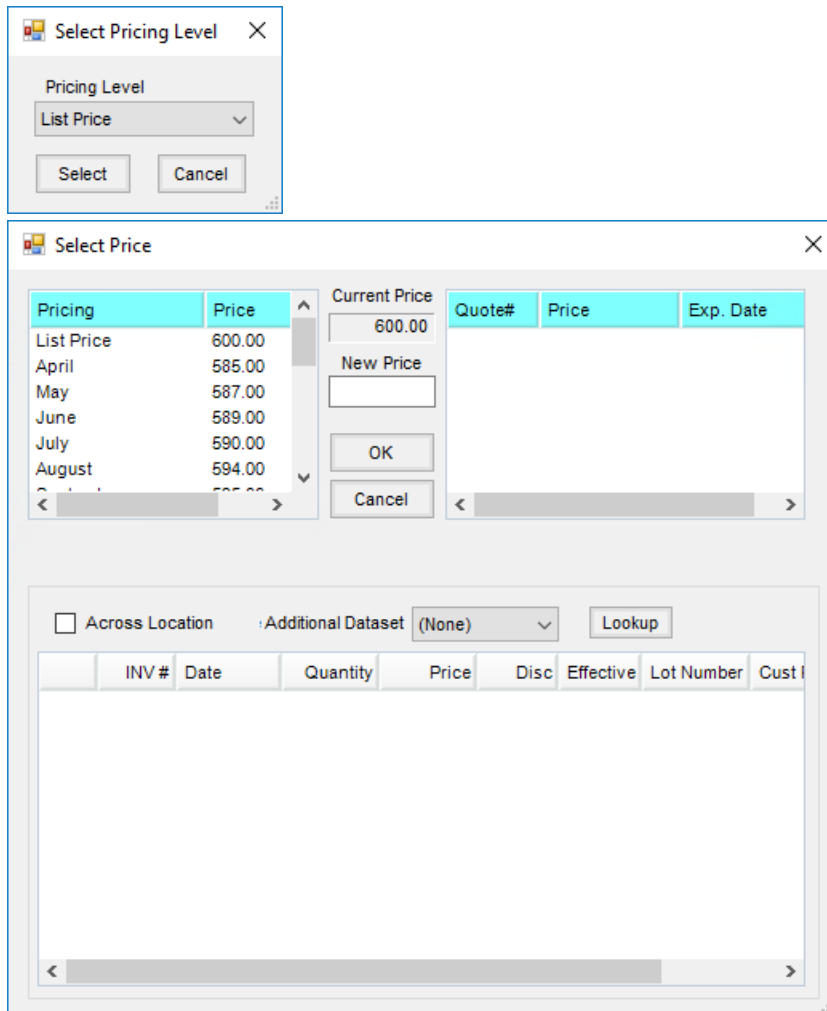 Select Pricing Level
Pricing Level
List Price
Select Cancel
Select Price
Pricing Price
List Price 600.00
April 585.00
May 587.00
June 589.00
July 590.00
August 594.00
Current Price
600.00
New Price
OK
Cancel
Quote# Price Exp. Date
Across Location Additional Dataset (None) Lookup
INV # Date Quantity Price Disc Effective Lot Number Cust